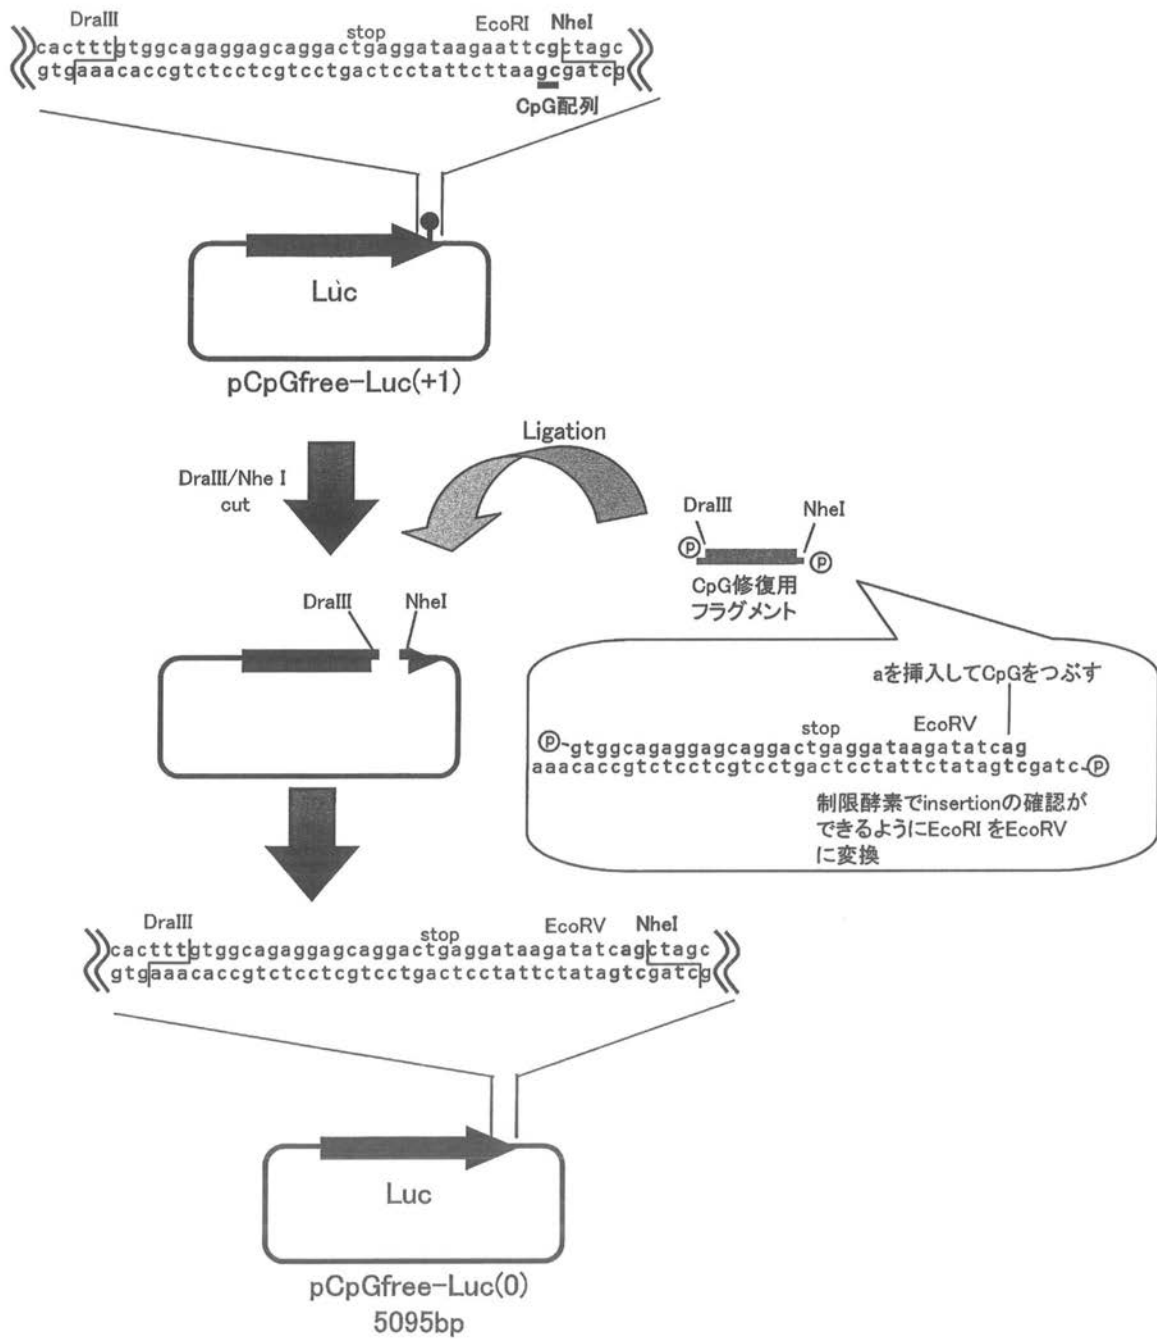 DraIII EcoRI NheI
stop
cactttgtggcagaggagcaggactgaggataagaattcgctagc
gtgaaacaccgtctcctcgtcctgactcctattcttaagcgatcg
CpG配列
Luc
pCpGfree-Luc(+1)
Ligation
DraIII/Nhe I
cut
DraIII NheI
P P
CpG修復用
フラグメント
DraIII NheI
aを挿入してCpGをつぶす
stop EcoRV
P-gtggcagaggagcaggactgaggataagatatcag
aaacaccgtctcctcgtcctgactcctattctatagtcgatc-P
制限酵素でinsertionの確認が
できるようにEcoRI をEcoRV
に変換
DraIII stop EcoRV NheI
cactttgtggcagaggagcaggactgaggataagatatcagctagc
gtgaaacaccgtctcctcgtcctgactcctattctatagtcgatcg
Luc
pCpGfree-Luc(0)
5095bp